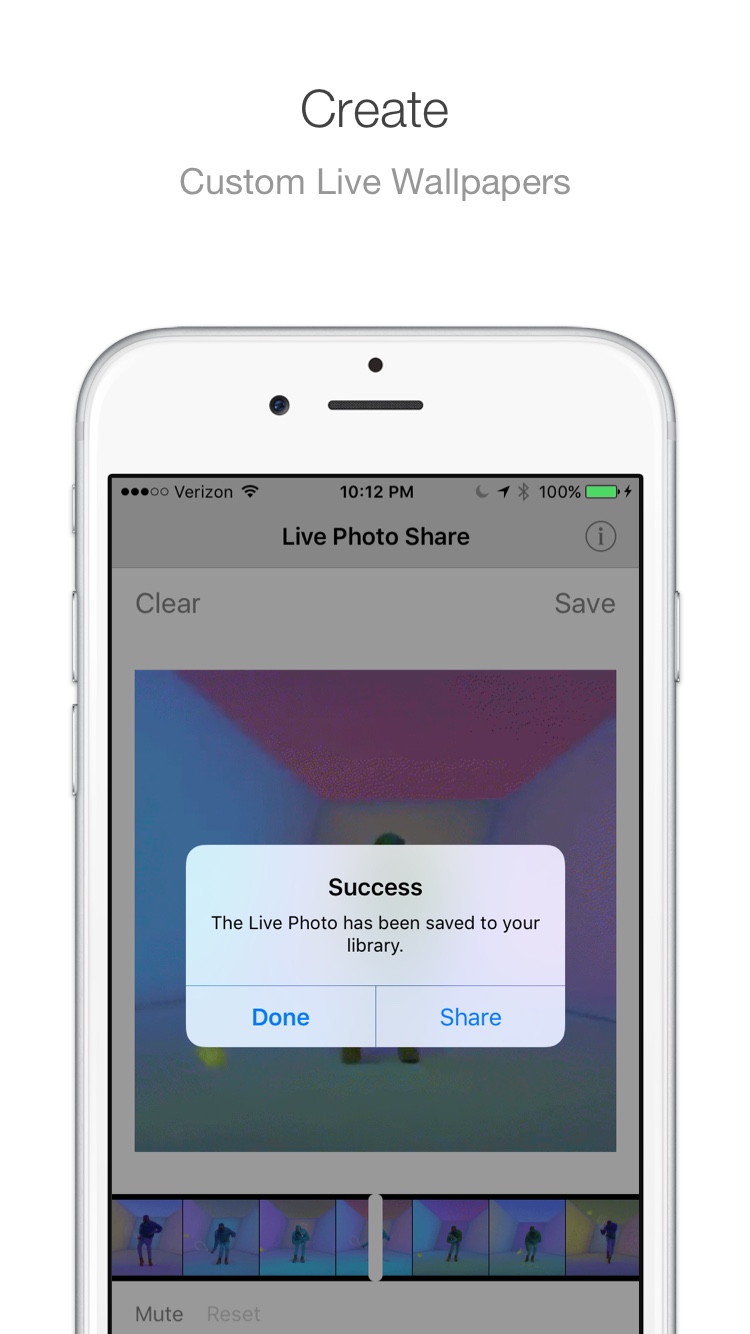 Create
Custom Live Wallpapers
Verizon 10:12 PM 100%
Live Photo Share
Clear Save
Success
The Live Photo has been saved to your
library.
Done Share
Mute Reset